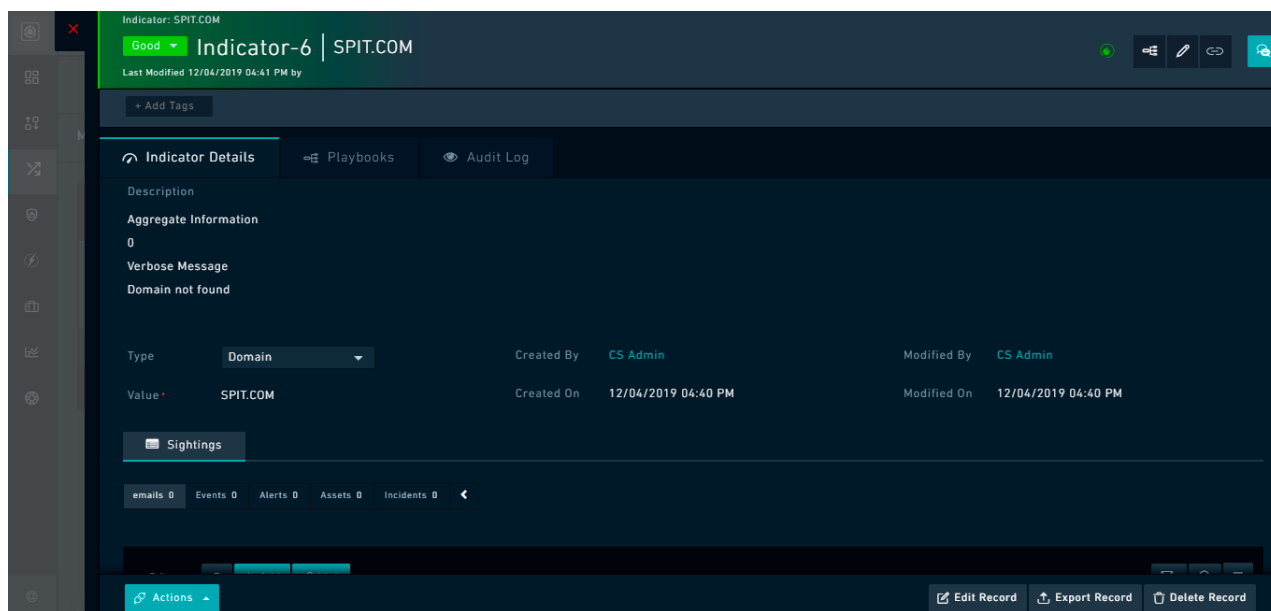 Indicator: SPIT.COM
Good Indicator-6 | SPIT.COM
Last Modified 12/04/2019 04:41 PM by
+ Add Tags
M
Indicator Details Playbooks Audit Log
Description
Aggregate Information
0
Verbose Message
Domain not found
Type Domain Created By CS Admin Modified By CS Admin
Value • SPIT.COM Created On 12/04/2019 04:40 PM Modified On 12/04/2019 04:40 PM
Sightings
emails 0 Events 0 Alerts 0 Assets 0 Incidents 0
Actions Edit Record Export Record Delete Record